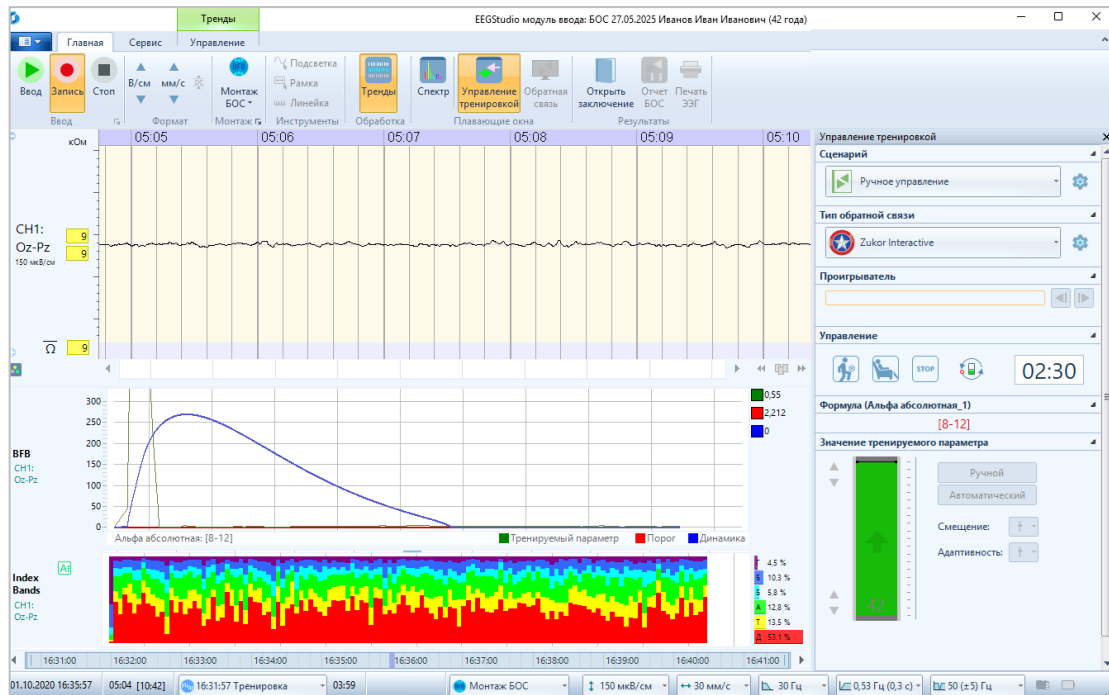 Тренды
EEGStudio модуль ввода: БОС 27.05.2025 Иванов Иван Иванович (42 года)
Главная Сервис Управление
Ввод Запись Стоп
В/см мм/с
Монтаж БОС
Подсветка
Рамка
Линейка
Тренды
Спектр
Управление тренировкой
Обратная связь
Открыть заключение
Отчет БОС
Печать ЭЭГ
Ввод Формат Монтаж Инструменты Обработка Плавающие окна Результаты
кОм 05:05 05:06 05:07 05:08 05:09 05:10
CH1:
Oz-Pz
150 мкВ/см
9
9
Ω 9
BFB
CH1:
Oz-Pz
300
250
200
150
100
50
0
0,55
2,212
0
Альфа абсолютная: [8-12] Тренируемый параметр Порог Динамика
Index
Bands
CH1:
Oz-Pz
4.5 %
Б 10.3 %
Б 5.8 %
А 12.8 %
Т 13.5 %
Д 53.1 %
16:31:00 16:32:00 16:33:00 16:34:00 16:35:00 16:36:00 16:37:00 16:38:00 16:39:00 16:40:00 16:41:00
Управление тренировкой
Сценарий
Ручное управление
Тип обратной связи
Zukor Interactive
Проигрыватель
Управление
STOP 02:30
Формула (Альфа абсолютная_1)
[8-12]
Значение тренируемого параметра
Ручной
Автоматический
Смещение:
Адаптивность:
42
01.10.2020 16:35:57 05:04 [10:42] 16:31:57 Тренировка 03:59 Монтаж БОС 150 мкВ/см 30 мм/с 30 Гц 0,53 Гц (0,3 с) 50 (±5) Гц